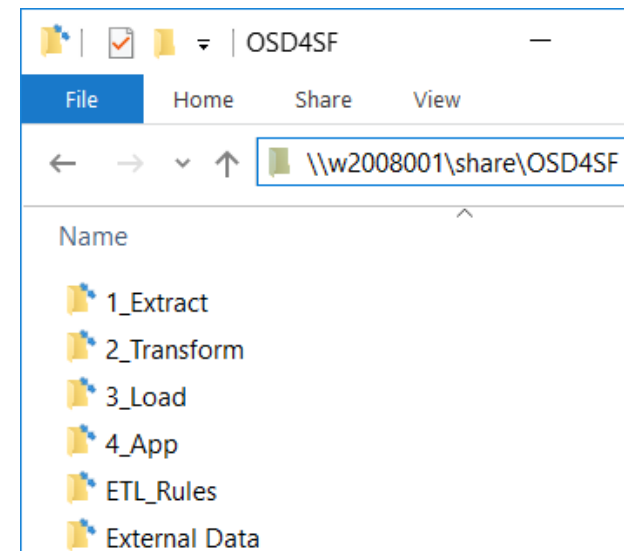 OSD4SF
File Home Share View
\\w2008001\share\OSD4SF
Name
1_Extract
2_Transform
3_Load
4_App
ETL_Rules
External Data